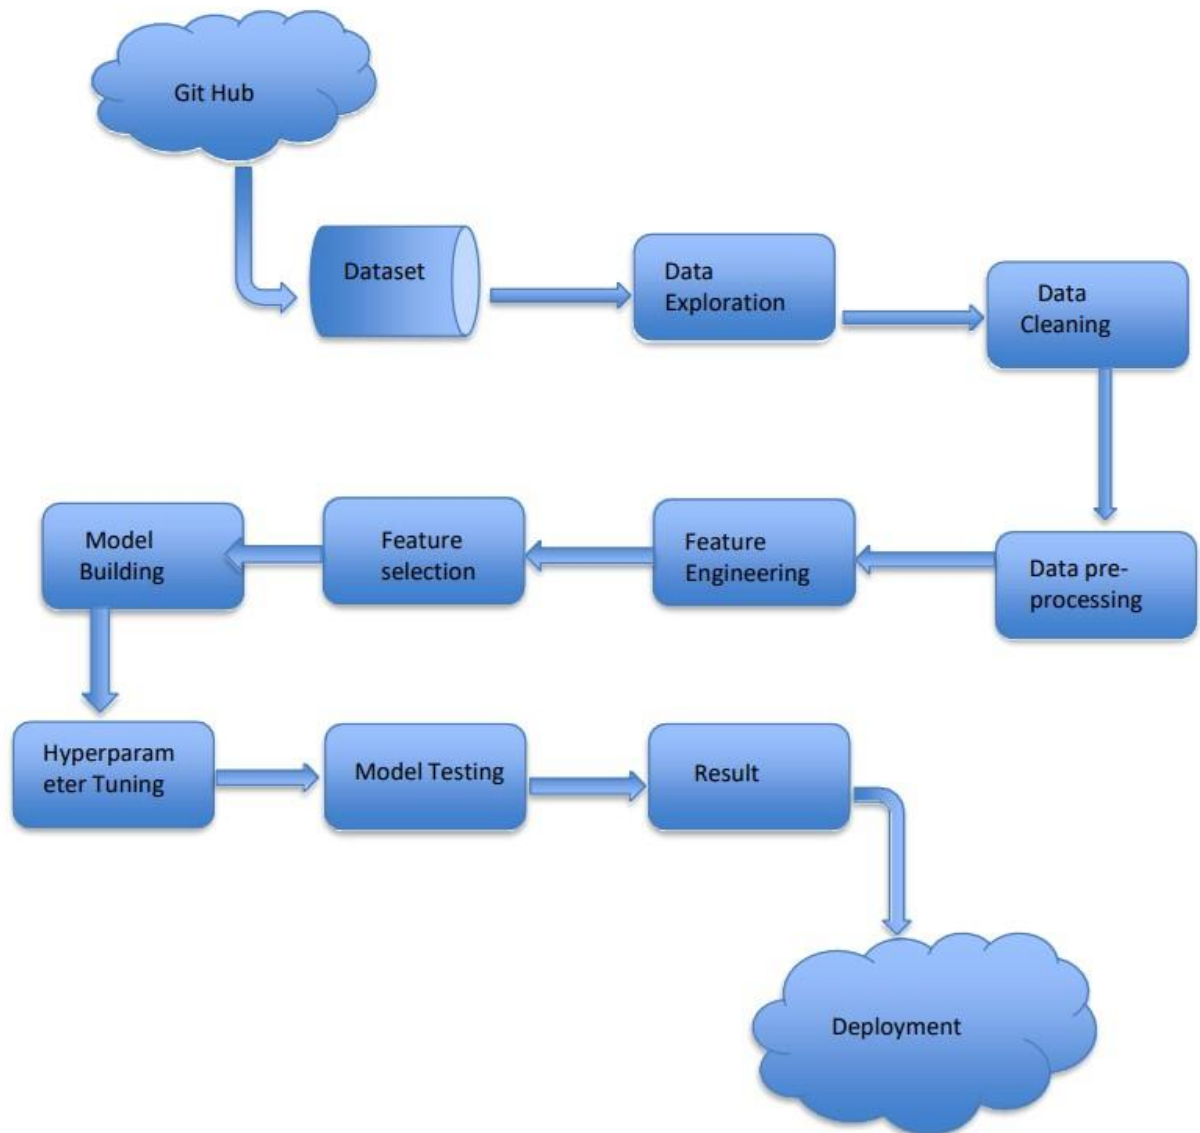 Git Hub
Dataset
Data
Exploration
Data
Cleaning
Data pre-
processing
Feature
Engineering
Feature
selection
Model
Building
Hyperparam
eter Tuning
Model Testing
Result
Deployment